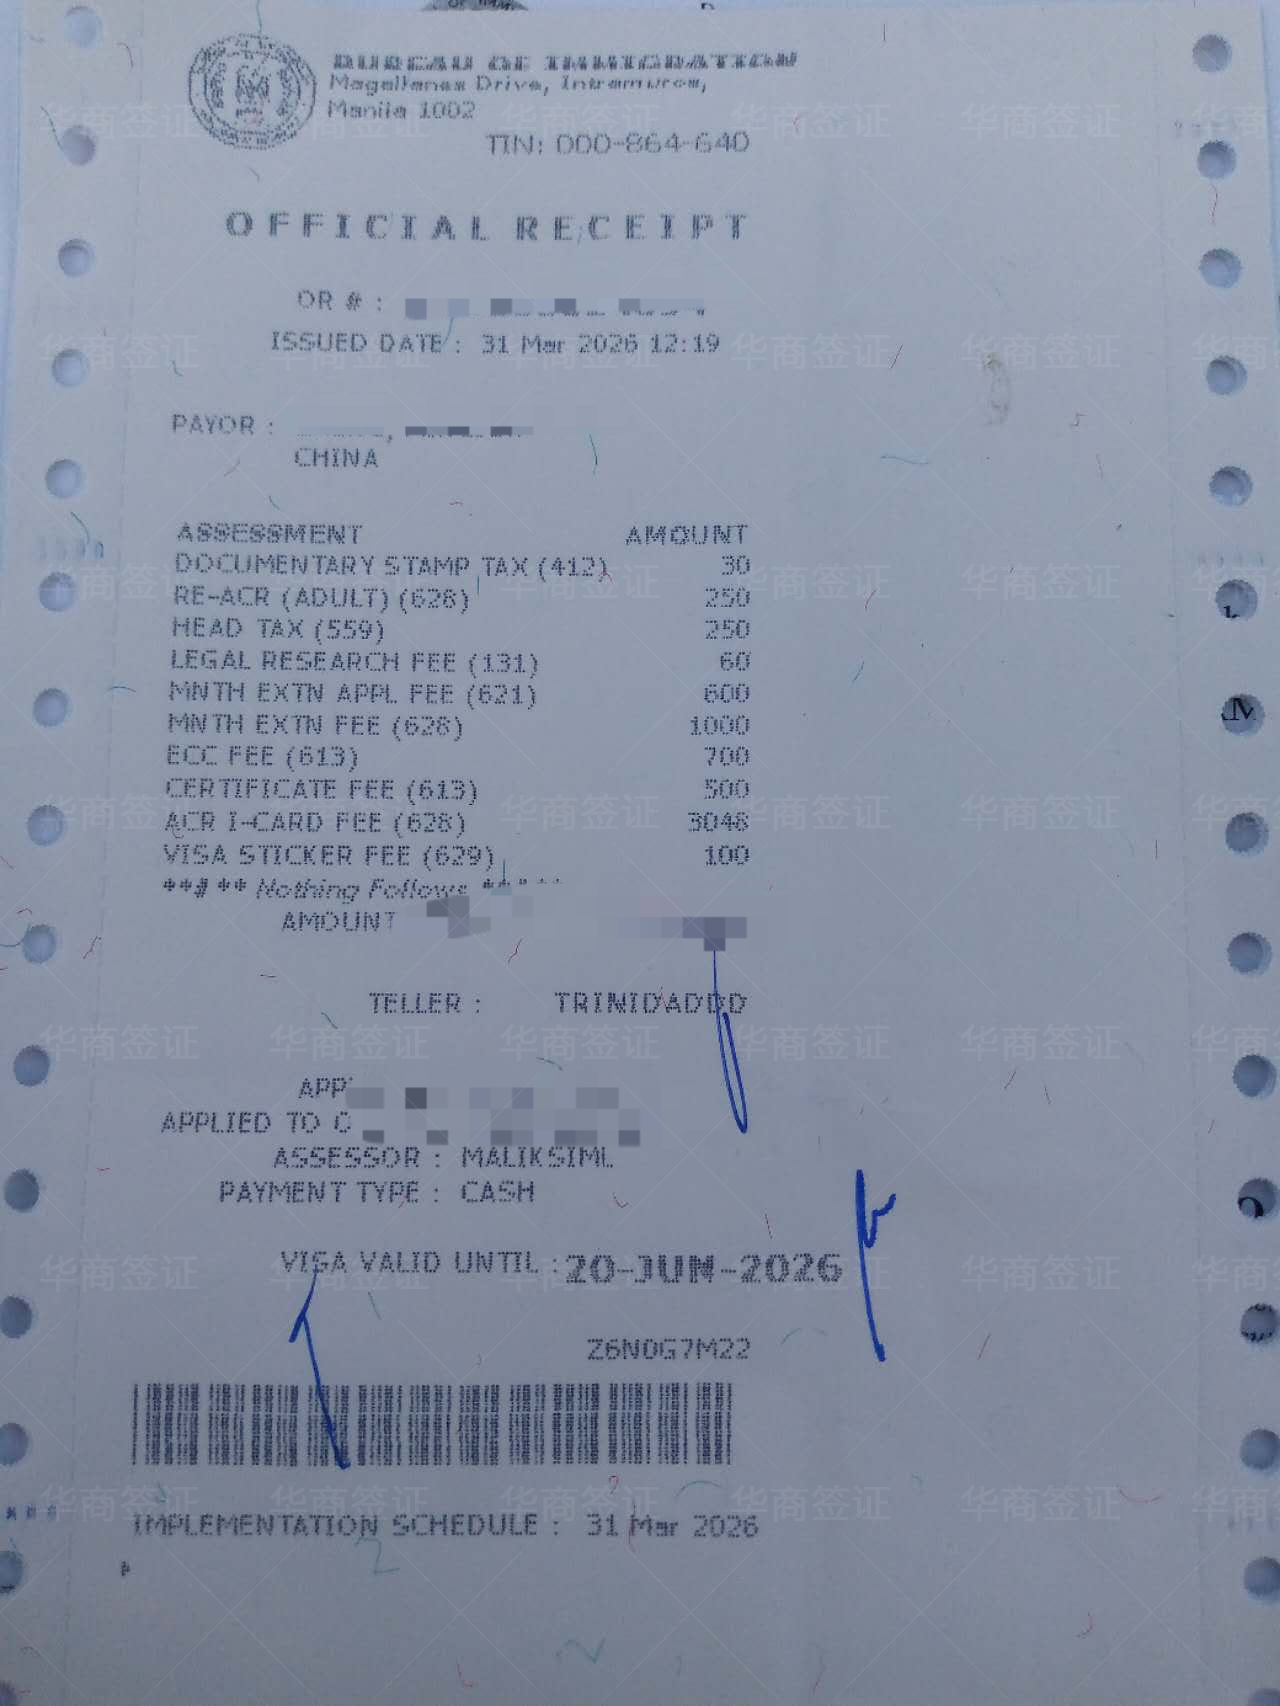 BUREAU OF IMMIGRATION
Magallanes Drive, Intramuros,
Manila 1002
TIN: 000-864-640
OFFICIAL RECEIPT
OR # :
ISSUED DATE : 31 Mar 2026 12:19
PAYOR :
CHINA
ASSESSMENT AMOUNT
DOCUMENTARY STAMP TAX (412) 30
RE-ACR (ADULT) (628) 250
HEAD TAX (559) 250
LEGAL RESEARCH FEE (131) 60
MNTH EXTN APPL FEE (621) 600
MNTH EXTN FEE (628) 1000
ECC FEE (613) 700
CERTIFICATE FEE (613) 500
ACR I-CARD FEE (628) 3048
VISA STICKER FEE (629) 100
Nothing Follows
AMOUNT
TELLER : TRINIDADDD
APPLIED TO
ASSESSOR : MALIKSIML
PAYMENT TYPE : CASH
VISA VALID UNTIL : 20-JUN-2026
Z6N0G7M22
IMPLEMENTATION SCHEDULE : 31 Mar 2026
华商签证